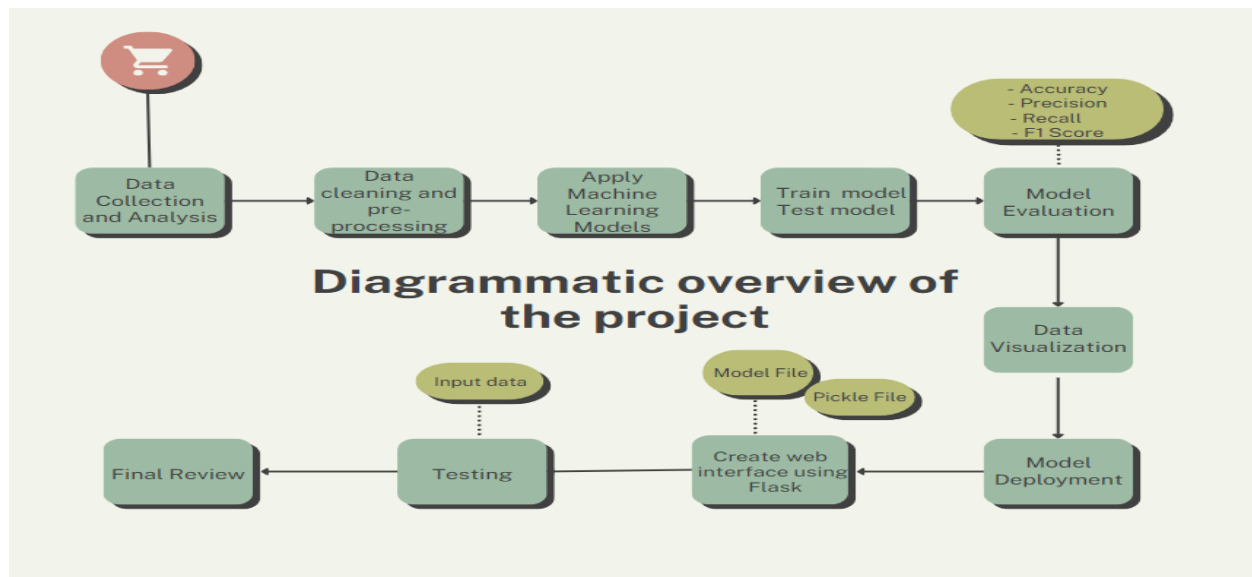 - Accuracy
- Precision
- Recall
- F1 Score
Data
Collection
and Analysis
Data
cleaning and
pre-
processing
Apply
Machine
Learning
Models
Train model
Test model
Model
Evaluation
Diagrammatic overview of
the project
Data
Visualization
Model
Deployment
Model File
Pickle File
Create web
interface using
Flask
Input data
Testing
Final Review